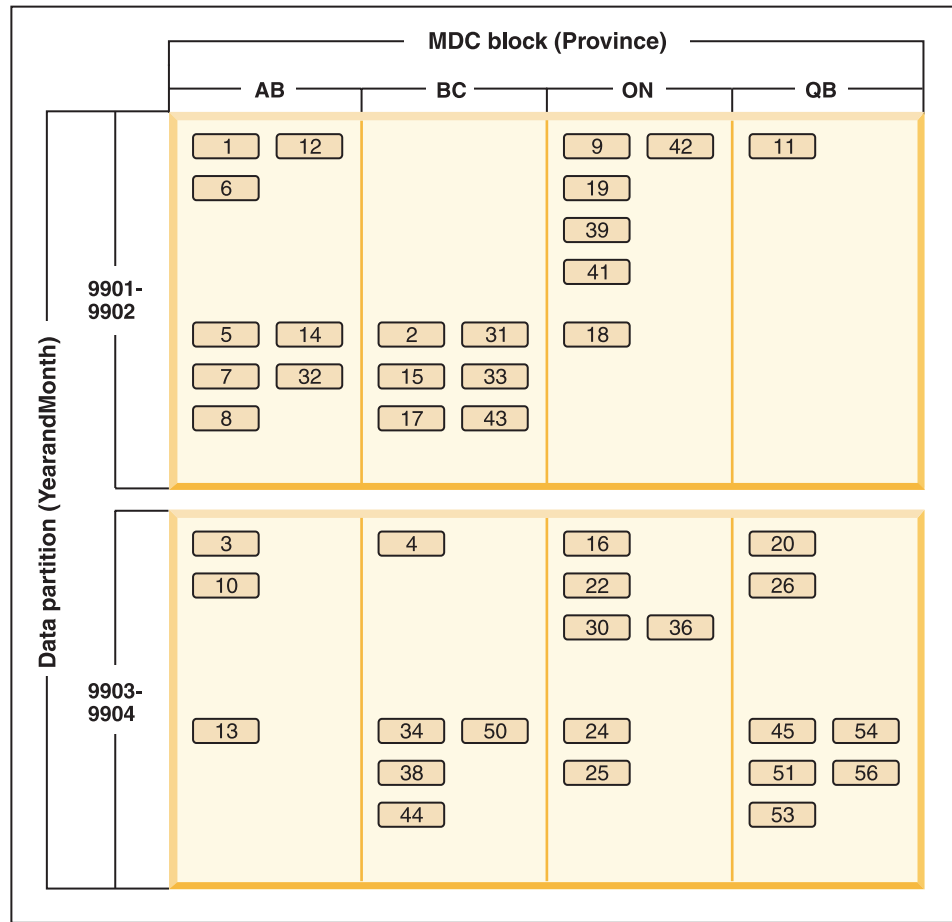 MDC block (Province)
AB BC ON QB
Data partition (YearandMonth)
9901-
9902
1 12 9 42 11
6 19
39
41
5 14 2 31 18
7 32 15 33
8 17 43
9903-
9904
3 4 16 20
10 22 26
30 36
13 34 50 24 45 54
38 25 51 56
44 53